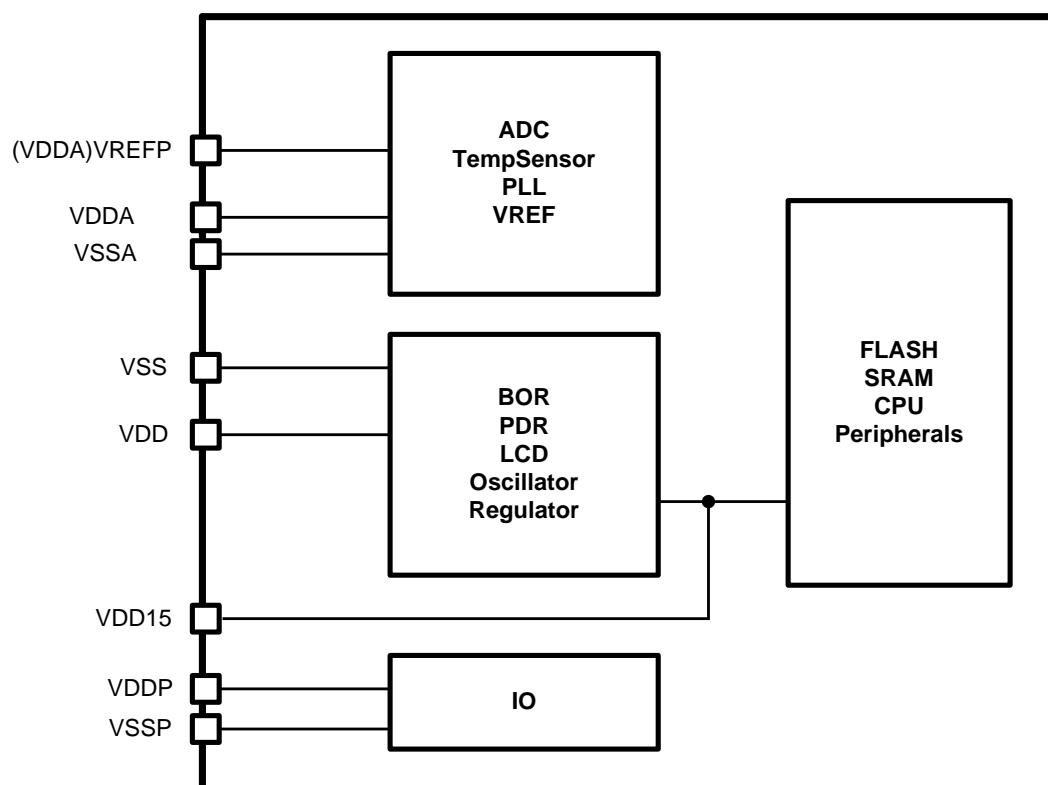 (VDDA)VREFP
VDDA
VSSA
ADC
TempSensor
PLL
VREF
VSS
VDD
BOR
PDR
LCD
Oscillator
Regulator
FLASH
SRAM
CPU
Peripherals
VDD15
VDDP
VSSP
IO